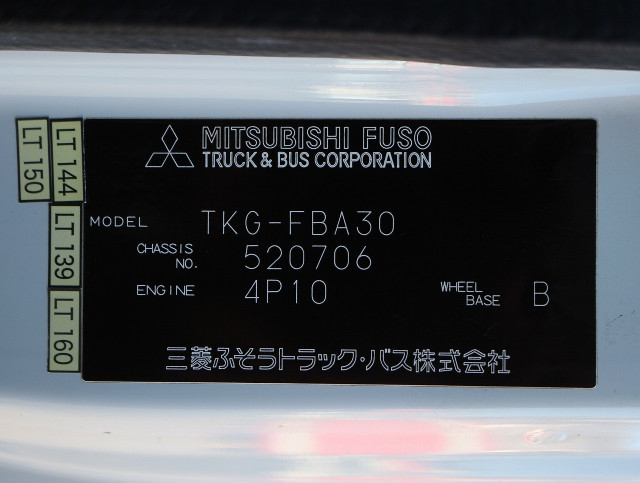 MITSUBISHI FUSO
TRUCK & BUS CORPORATION
LT 150
LT 144
LT 139
LT 160
MODEL TKG-FBA30
CHASSIS NO. 520706
ENGINE 4P10 WHEEL BASE B
三菱ふそうトラック・バス株式会社